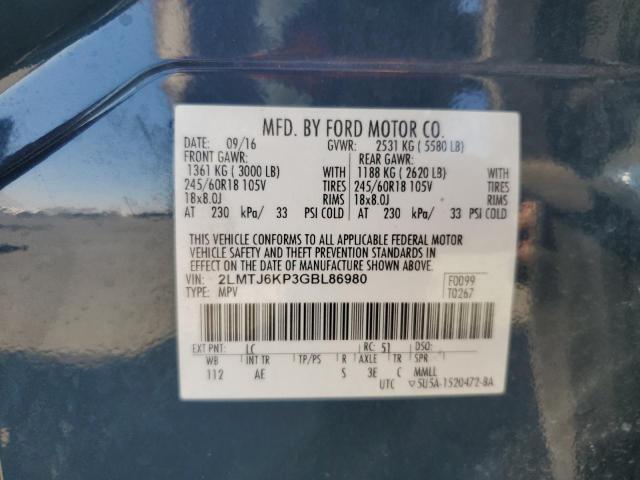 MFD. BY FORD MOTOR CO.
DATE: 09/16 GVWR: 2531 KG ( 5580 LB)
FRONT GAWR: REAR GAWR:
1361 KG ( 3000 LB) WITH 1188 KG ( 2620 LB) WITH
245/60R18 105V TIRES 245/60R18 105V TIRES
18x8.0J RIMS 18x8.0J RIMS
AT 230 kPa/ 33 PSI COLD AT 230 kPa/ 33 PSI COLD
THIS VEHICLE CONFORMS TO ALL APPLICABLE FEDERAL MOTOR
VEHICLE SAFETY AND THEFT PREVENTION STANDARDS IN
EFFECT ON THE DATE OF MANUFACTURE SHOWN ABOVE.
VIN: 2LMTJ6KP3GBL86980 F0099
TYPE: MPV T0267
EXT PNT: LC RC: 51 DSO:
WB INT TR TP/PS R AXLE TR SPR
112 AE S 3E C MMLL
UTC ▽5U5A-1520472-BA